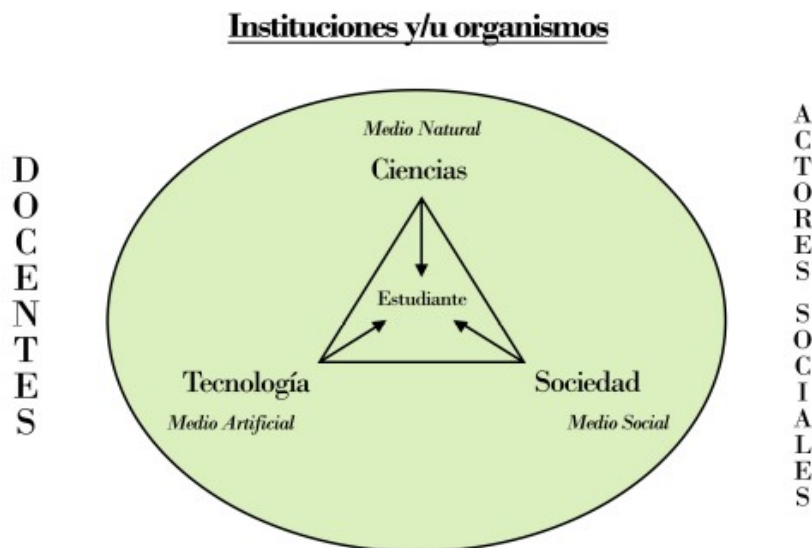 Instituciones y/u organismos
Medio Natural
Ciencias
DOCENTES
ACTORES SOCIALES
Estudiante
Tecnología
Sociedad
Medio Artificial
Medio Social